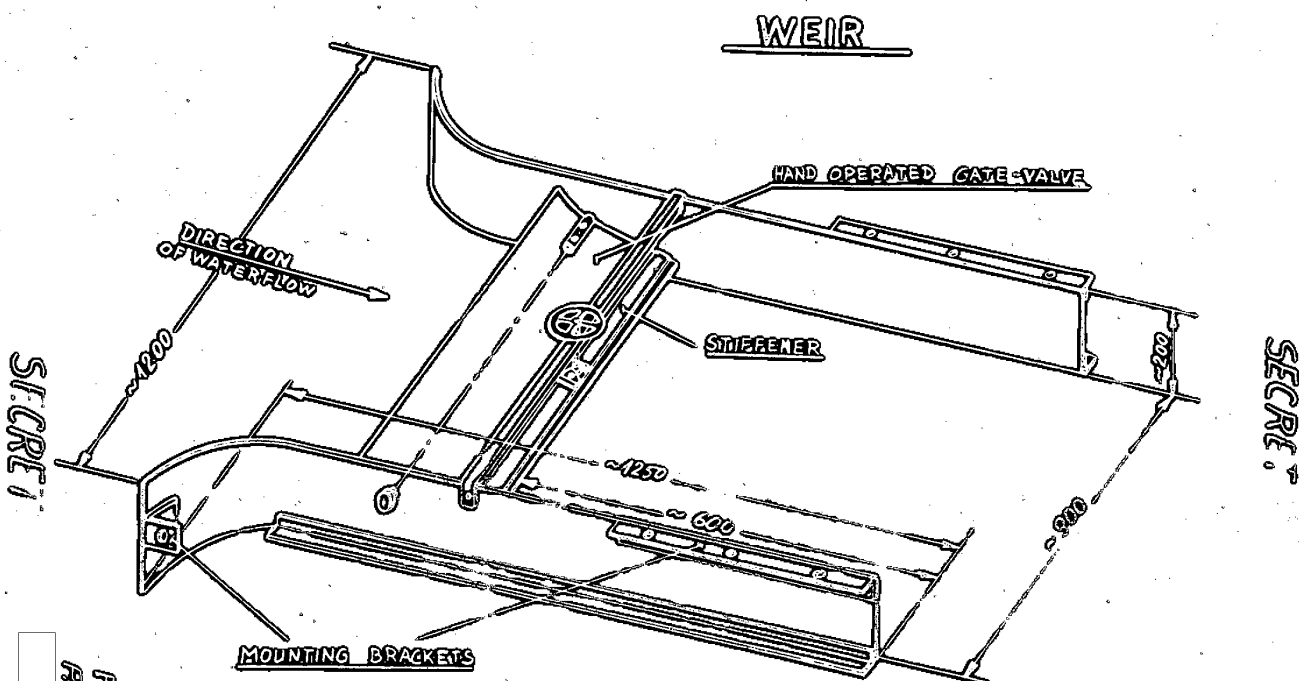 WEIR
HAND OPERATED GATE-VALVE
DIRECTION
OF WATERFLOW
STIFFENER
~1200
~200
SECRET
SECRET
~1250
~600
~900
MOUNTING BRACKETS